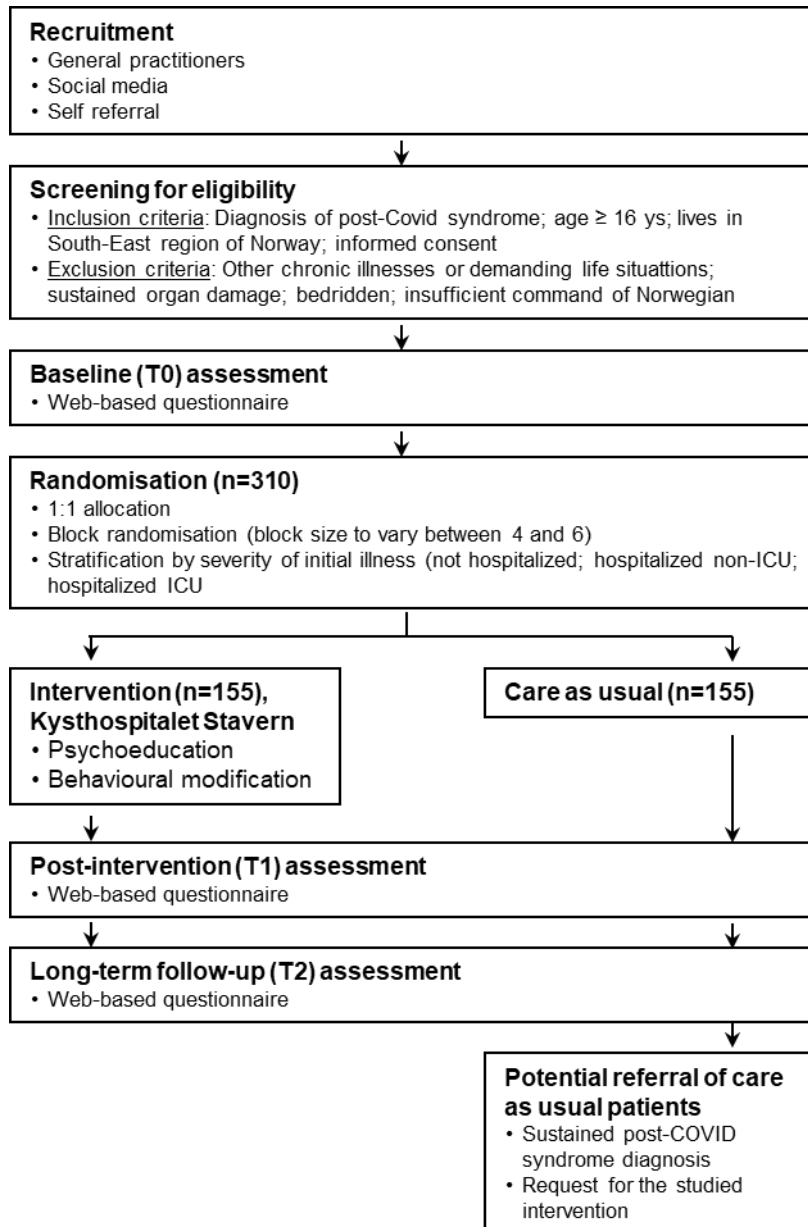 Recruitment
• General practitioners
• Social media
• Self referral
Screening for eligibility
• Inclusion criteria: Diagnosis of post-Covid syndrome; age ≥ 16 ys; lives in
South-East region of Norway; informed consent
• Exclusion criteria: Other chronic illnesses or demanding life situattions;
sustained organ damage; bedridden; insufficient command of Norwegian
Baseline (T0) assessment
• Web-based questionnaire
Randomisation (n=310)
• 1:1 allocation
• Block randomisation (block size to vary between 4 and 6)
• Stratification by severity of initial illness (not hospitalized; hospitalized non-ICU;
hospitalized ICU
Intervention (n=155),
Kysthospitalet Stavern
• Psychoeducation
• Behavioural modification
Care as usual (n=155)
Post-intervention (T1) assessment
• Web-based questionnaire
Long-term follow-up (T2) assessment
• Web-based questionnaire
Potential referral of care
as usual patients
• Sustained post-COVID
syndrome diagnosis
• Request for the studied
intervention